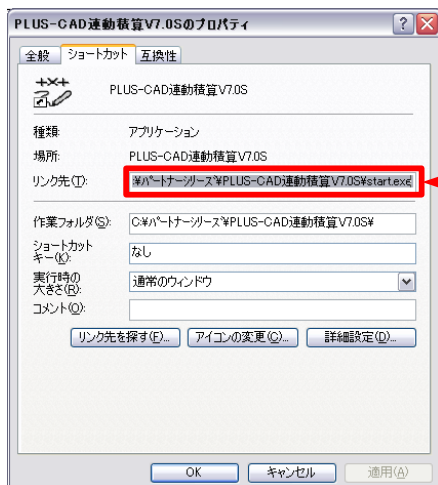 PLUS-CAD連動積算V7.0Sのプロパティ
全般 ショートカット 互換性
PLUS-CAD連動積算V7.0S
種類: アプリケーション
場所: PLUS-CAD連動積算V7.0S
リンク先(T): :¥ﾊﾟｰﾄﾅｰｼﾘｰｽﾞ¥PLUS-CAD連動積算V7.0S¥start.exe
作業フォルダ(S): C:¥ﾊﾟｰﾄﾅｰｼﾘｰｽﾞ¥PLUS-CAD連動積算V7.0S¥
ショートカット
キー(K): なし
実行時の
大きさ(R): 通常のウィンドウ
コメント(O):
リンク先を探す(F)... アイコンの変更(C)... 詳細設定(D)...
OK キャンセル 適用(A)